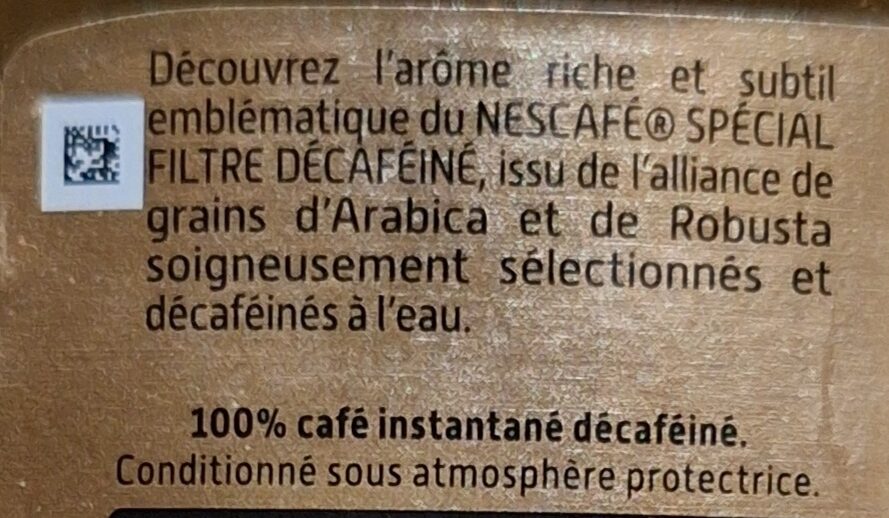 Découvrez l'arôme riche et subtil
emblématique du NESCAFÉ® SPÉCIAL
FILTRE DÉCAFÉINÉ, issu de l'alliance de
grains d'Arabica et de Robusta
soigneusement sélectionnés et
décaféinés à l'eau.
100% café instantané décaféiné.
Conditionné sous atmosphère protectrice.